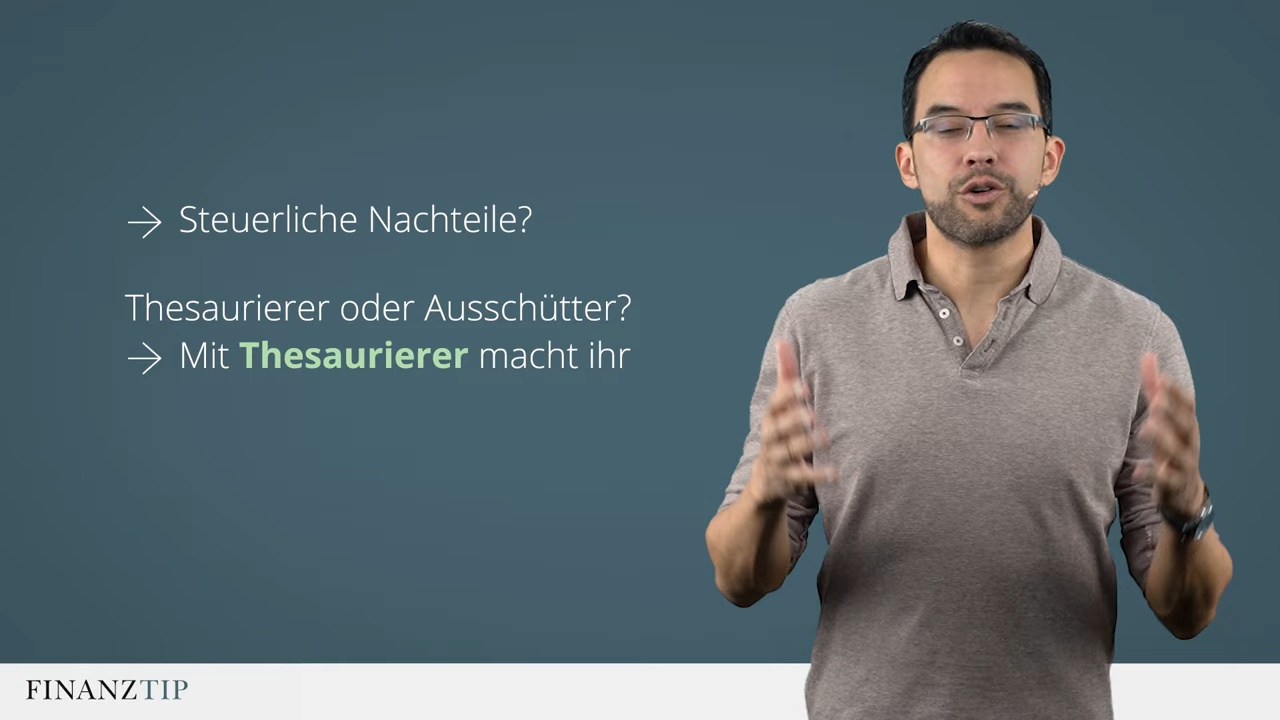 → Steuerliche Nachteile?
Thesaurierer oder Ausschütter?
→ Mit Thesaurierer macht ihr
FINANZTIP